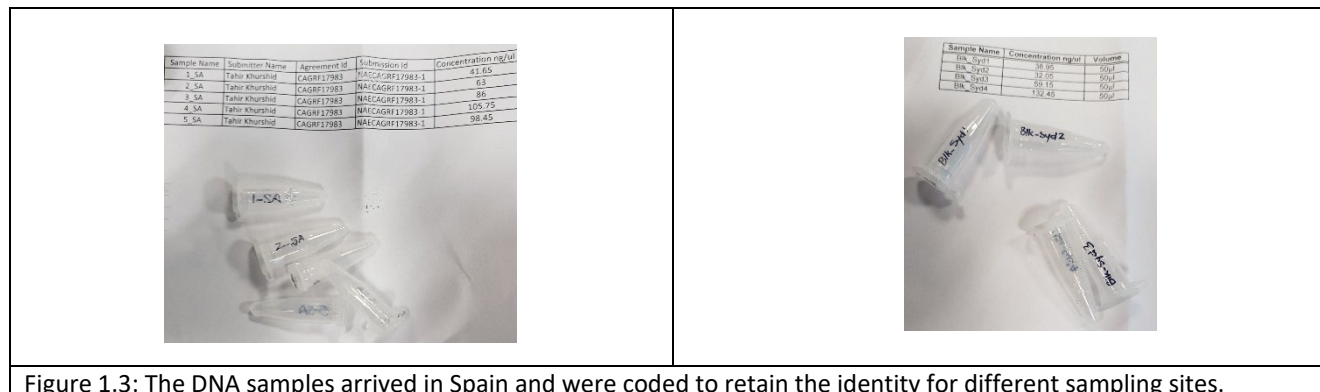 Sample Name Submitter Name Agreement Id Submission Id Concentration ng/ul
1_SA Tahir Khurshid CAGRF17983 NAECAGRF17983-1 41.65
2_SA Tahir Khurshid CAGRF17983 NAECAGRF17983-1 63
3_SA Tahir Khurshid CAGRF17983 NAECAGRF17983-1 86
4_SA Tahir Khurshid CAGRF17983 NAECAGRF17983-1 105.75
5_SA Tahir Khurshid CAGRF17983 NAECAGRF17983-1 98.45
1-SA
2-SA
Sample Name Concentration ng/ul Volume
Blk_Syd1 38.95 50µl
Blk_Syd2 32.05 50µl
Blk_Syd3 59.15 50µl
Blk_Syd4 132.45 50µl
Blk-Syd1
Blk-Syd2
Blk-Syd3
Figure 1.3: The DNA samples arrived in Spain and were coded to retain the identity for different sampling sites.